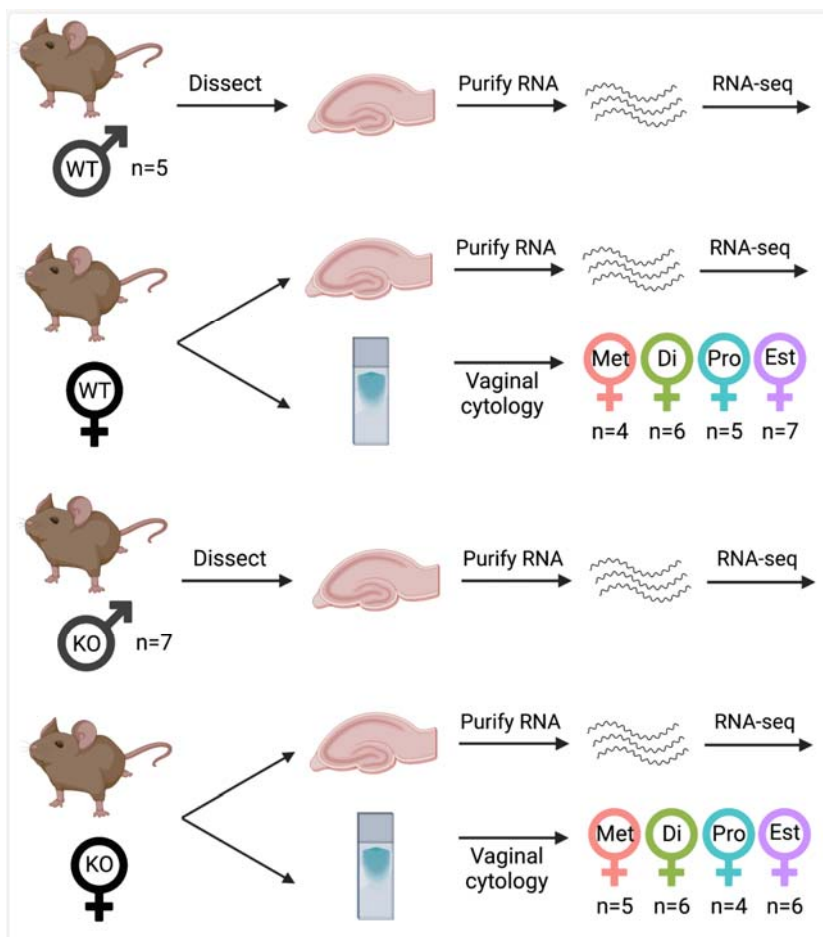 Dissect Purify RNA RNA-seq
WT n=5
Purify RNA RNA-seq
WT
Vaginal
cytology
Met Di Pro Est
n=4 n=6 n=5 n=7
Dissect Purify RNA RNA-seq
KO n=7
Purify RNA RNA-seq
KO
Vaginal
cytology
Met Di Pro Est
n=5 n=6 n=4 n=6